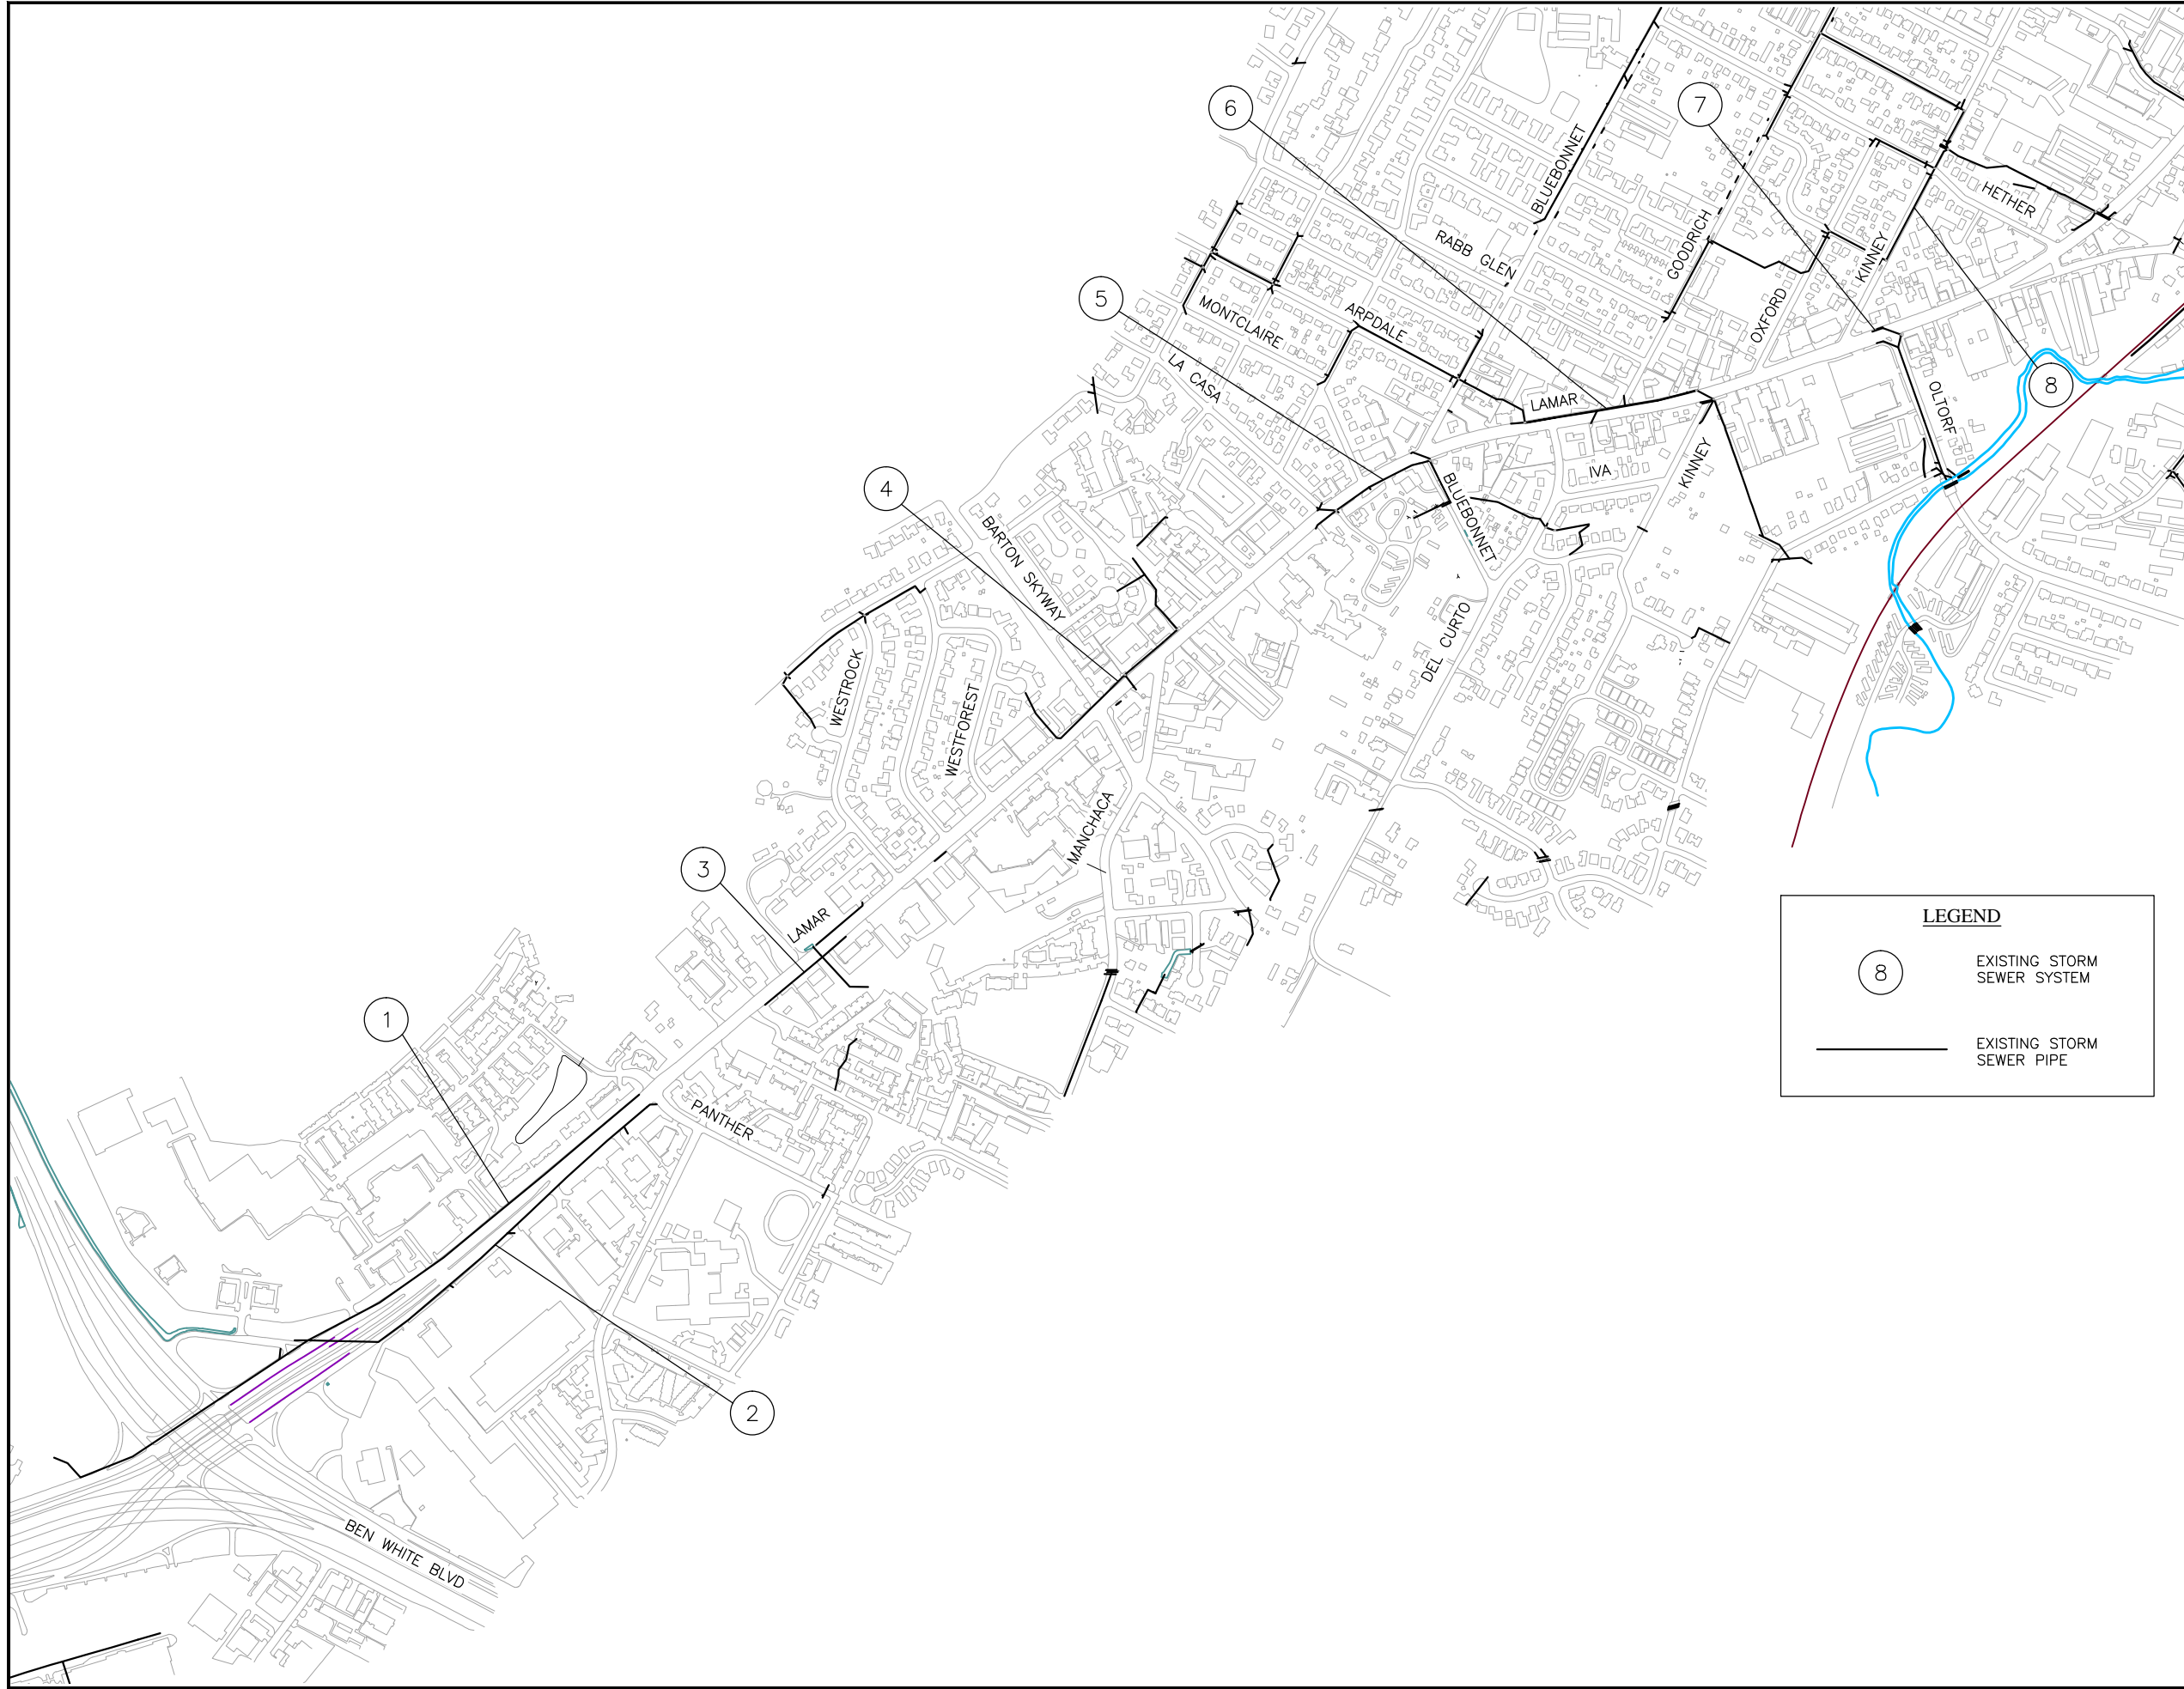 6
7
BLUEBONNET
HETHER
RABB GLEN
GOODRICH
KINNEY
5
MONTCLAIRE
ARPDALE
OXFORD
LA CASA
8
LAMAR
OLTORF
4
IVA
KINNEY
BLUEBONNET
BARTON SKYWAY
DEL CURTO
WESTROCK
WESTFOREST
MANCHACA
3
LAMAR
LEGEND
8
EXISTING STORM
SEWER SYSTEM
1
EXISTING STORM
SEWER PIPE
PANTHER
2
BEN WHITE BLVD